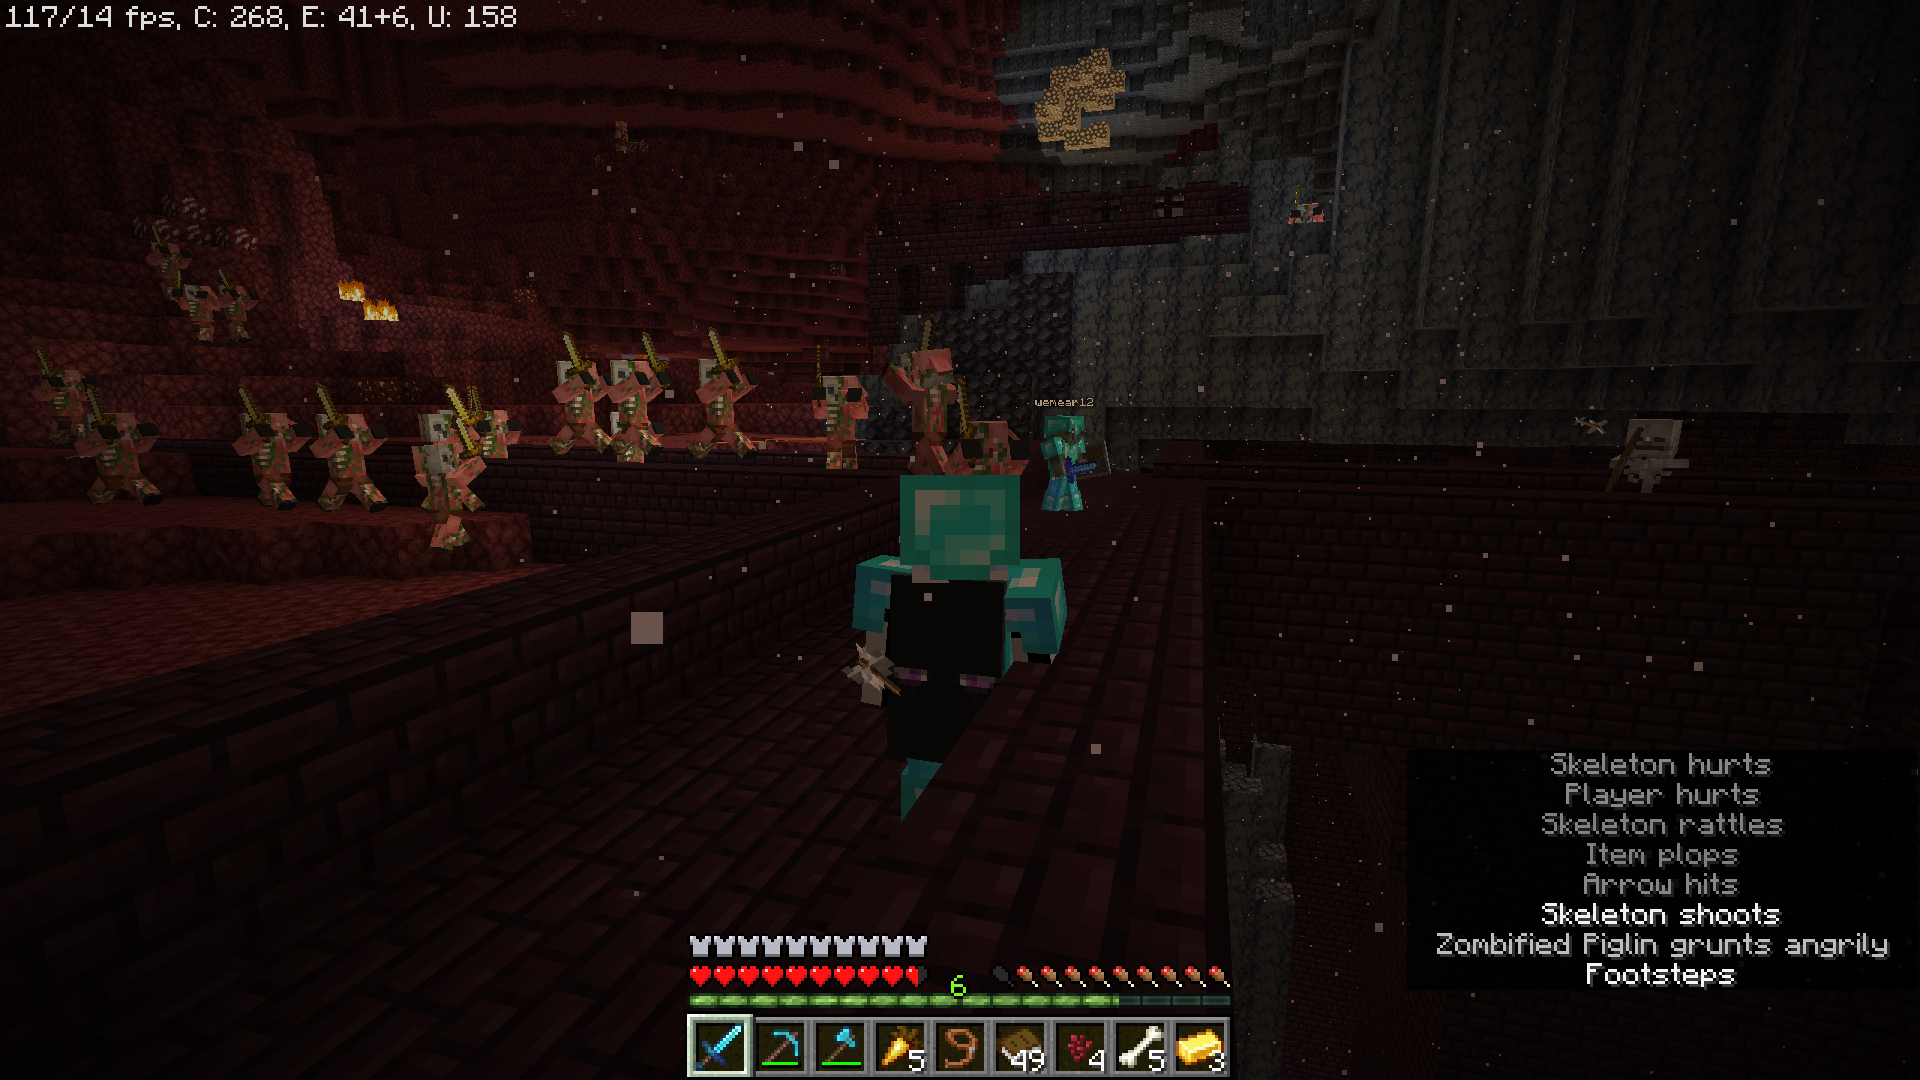 117/14 fps, C: 268, E: 41+6, U: 158
wemear12
Skeleton hurts
Player hurts
Skeleton rattles
Item plops
Arrow hits
Skeleton shoots
Zombified Piglin grunts angrily
Footsteps
6
5
49
4
5
3